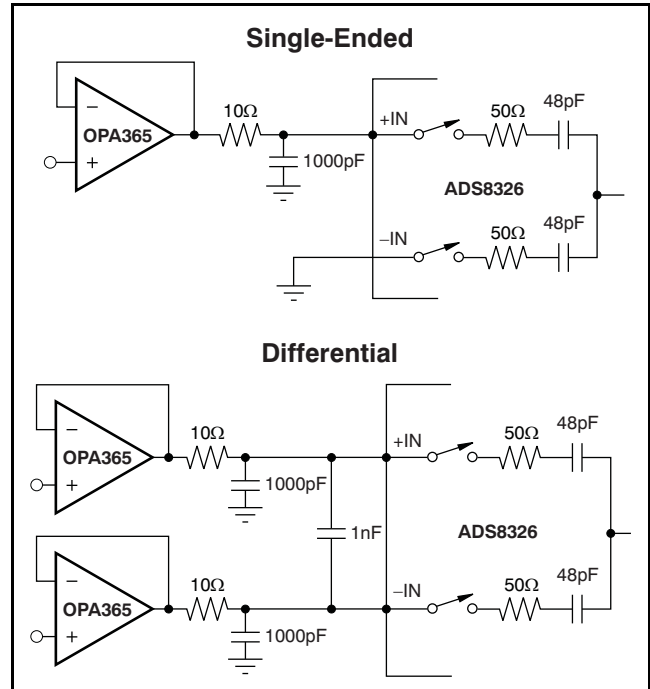 Single-Ended
−
OPA365
+
10Ω
1000pF
+IN
50Ω
48pF
ADS8326
−IN
50Ω
48pF
Differential
−
OPA365
+
10Ω
1000pF
+IN
50Ω
48pF
1nF
ADS8326
−
OPA365
+
10Ω
1000pF
−IN
50Ω
48pF